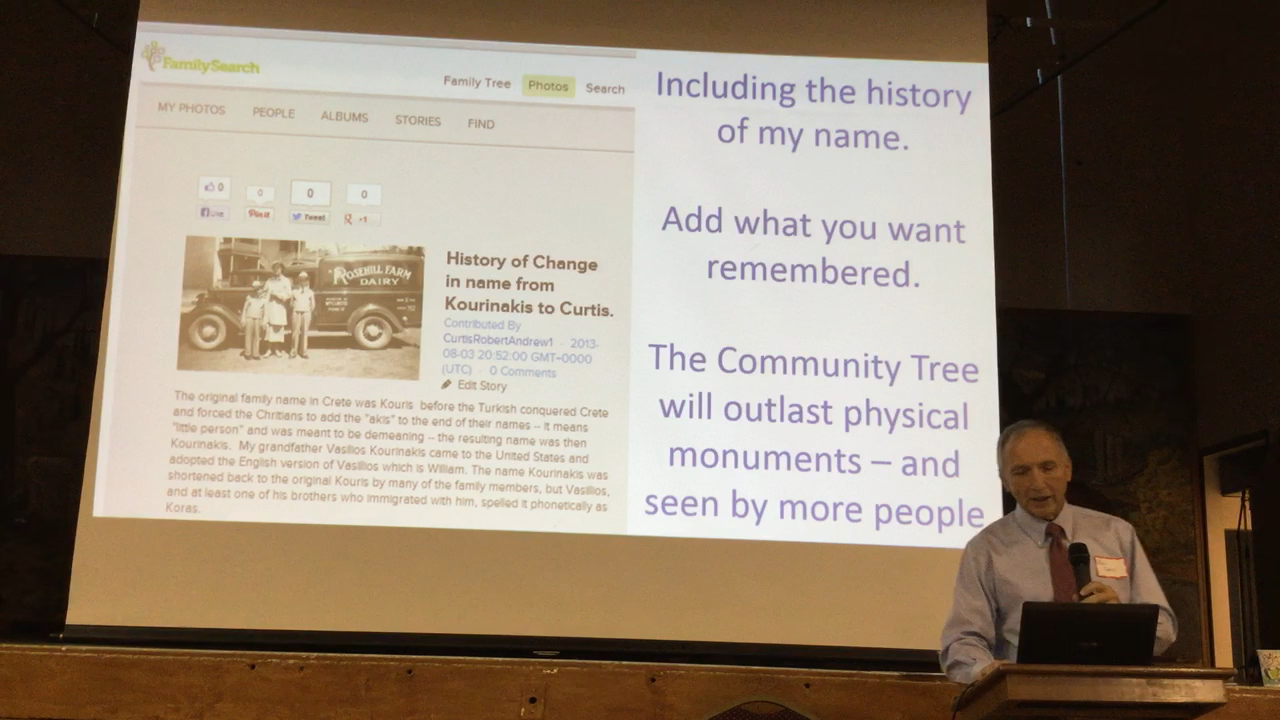 FamilySearch
Family Tree Photos Search
MY PHOTOS PEOPLE ALBUMS STORIES FIND
0 0 0 0
Like Pin it Tweet +1
ROSEHILL FARM
DAIRY
History of Change
in name from
Kourinakis to Curtis.
Contributed By
CurtisRobertAndrew1 - 2013-
08-03 20:52:00 GMT+0000
(UTC) - 0 Comments
Edit Story
The original family name in Crete was Kouris before the Turkish conquered Crete
and forced the Chritians to add the "akis" to the end of their names -- it means
"little person" and was meant to be demeaning -- the resulting name was then
Kourinakis. My grandfather Vasilios Kourinakis came to the United States and
adopted the English version of Vasillios which is William. The name Kourinakis was
shortened back to the original Kouris by many of the family members, but Vasillios,
and at least one of his brothers who immigrated with him, spelled it phonetically as
Koras.
Including the history
of my name.
Add what you want
remembered.
The Community Tree
will outlast physical
monuments – and
seen by more people